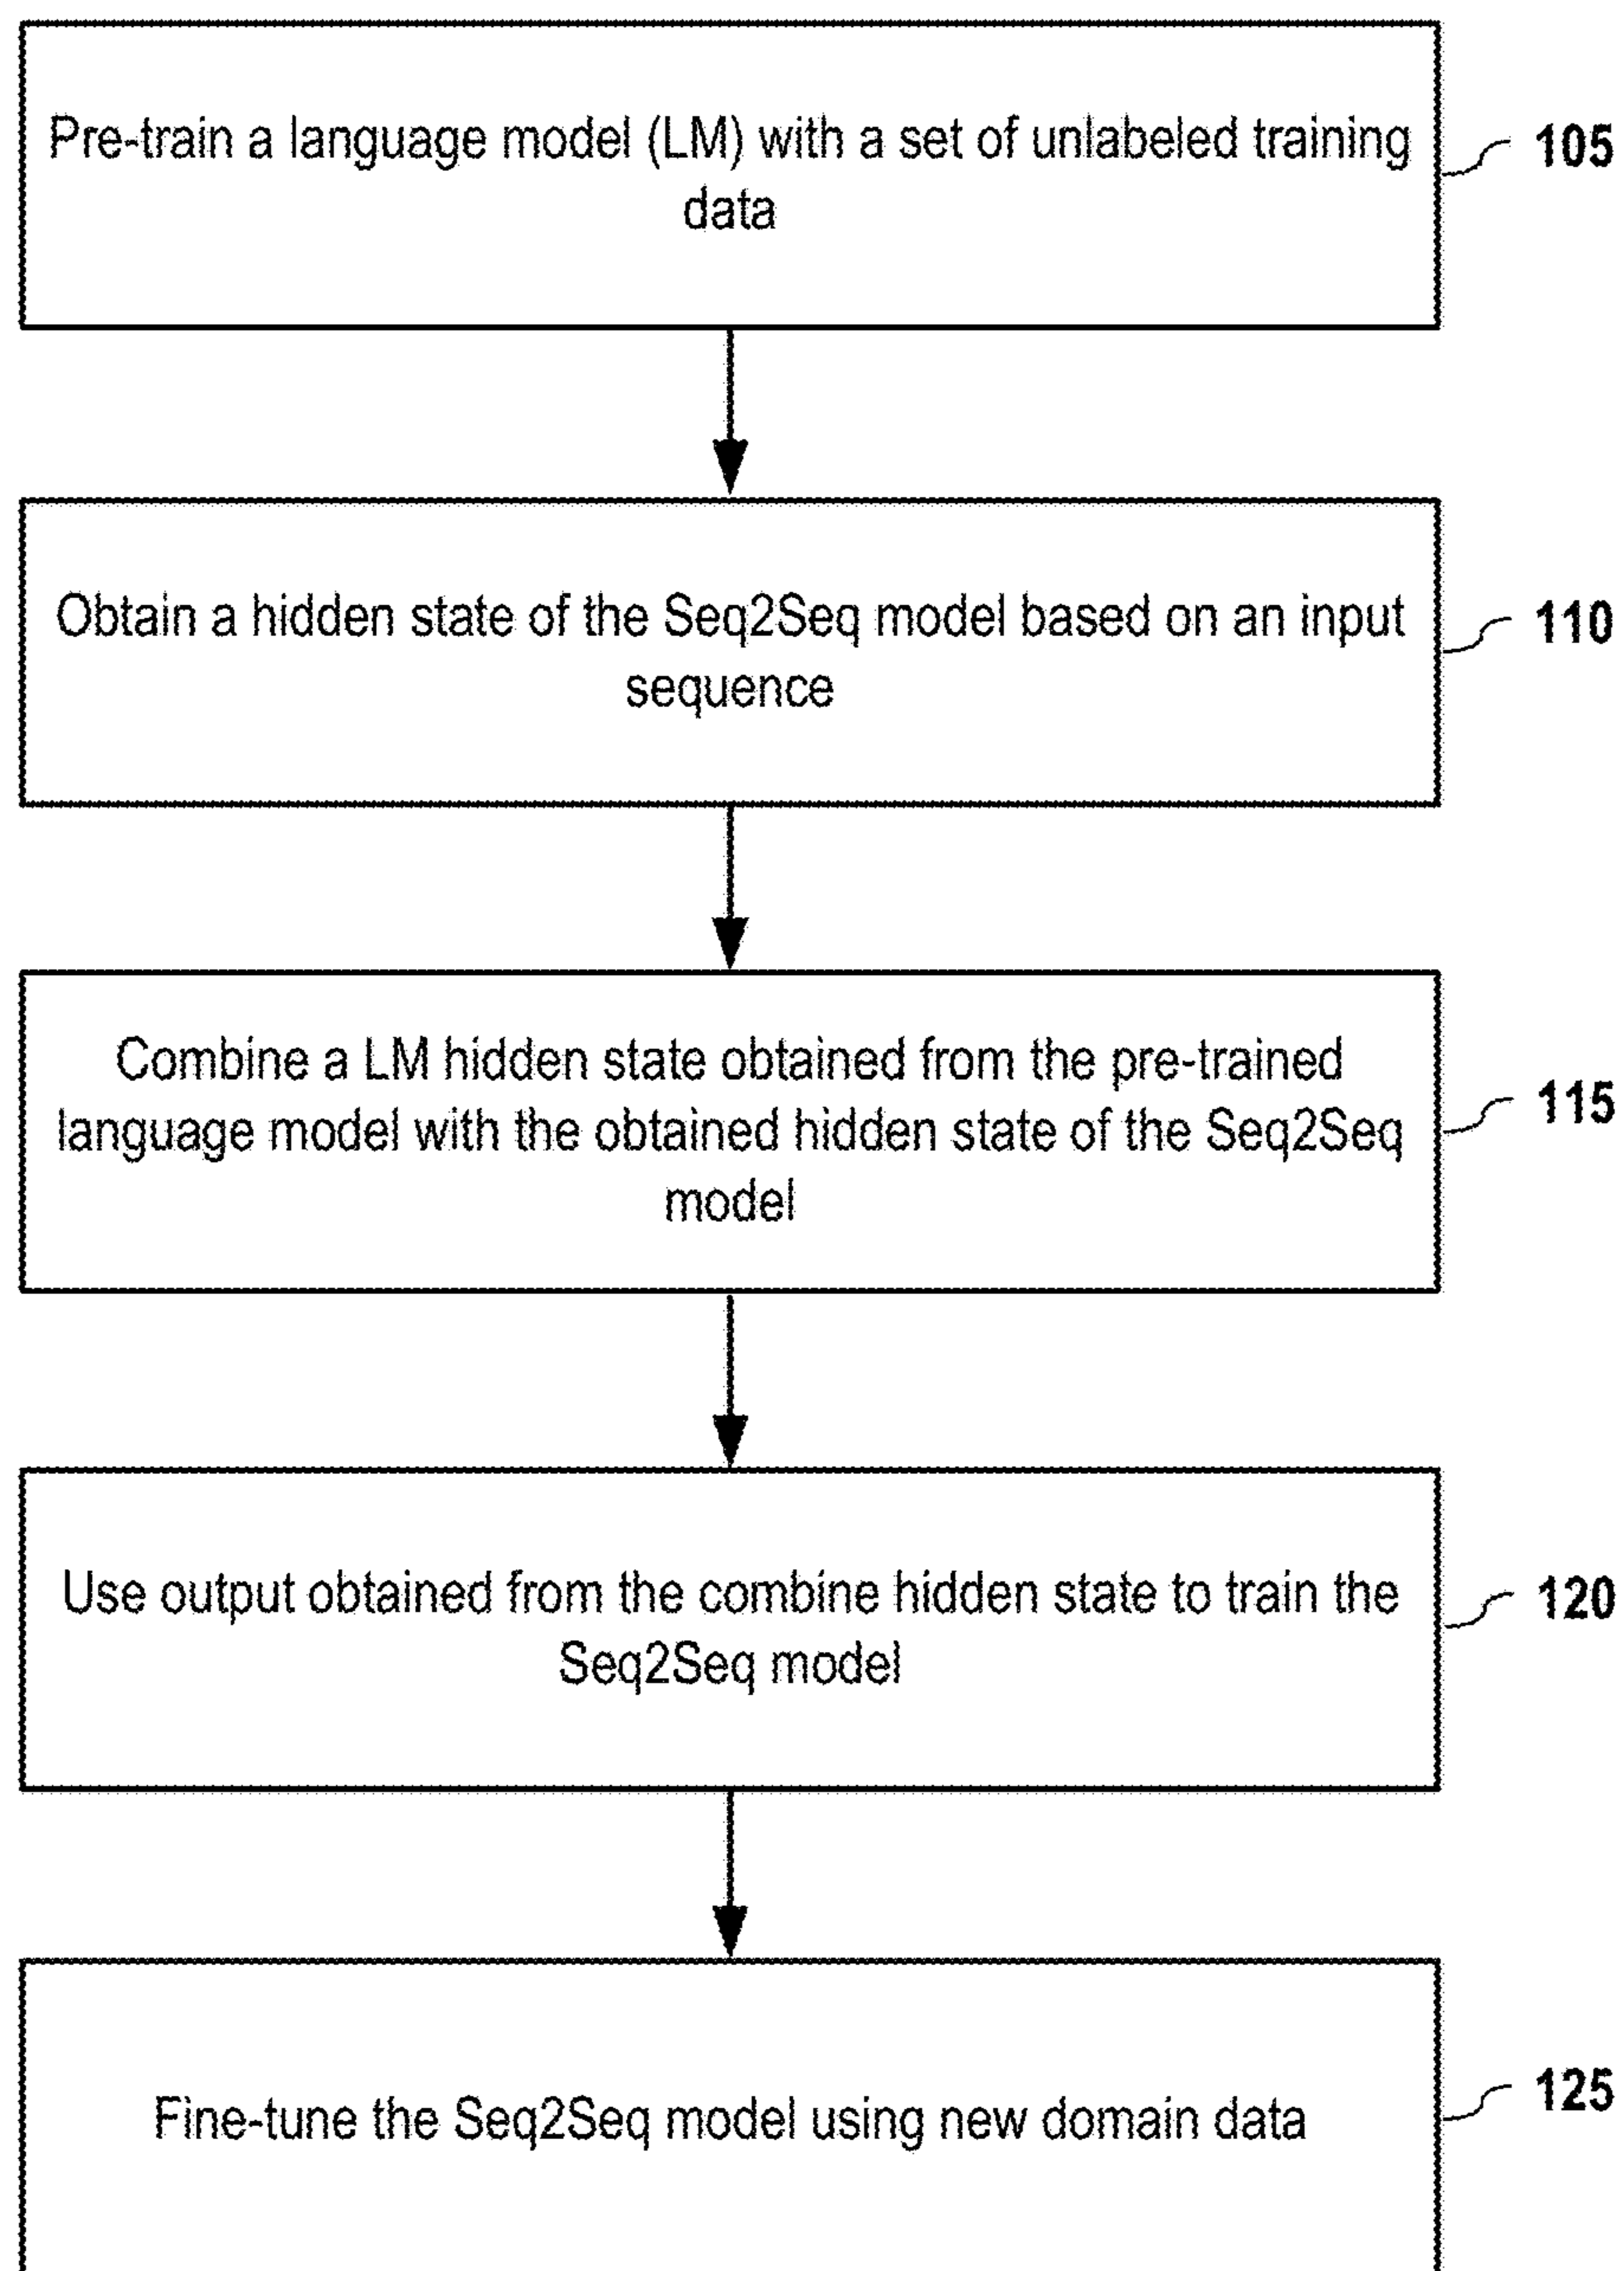 Pre-train a language model (LM) with a set of unlabeled training
data
105
Obtain a hidden state of the Seq2Seq model based on an input
sequence
110
Combine a LM hidden state obtained from the pre-trained
language model with the obtained hidden state of the Seq2Seq
model
115
Use output obtained from the combine hidden state to train the
Seq2Seq model
120
Fine-tune the Seq2Seq model using new domain data
125